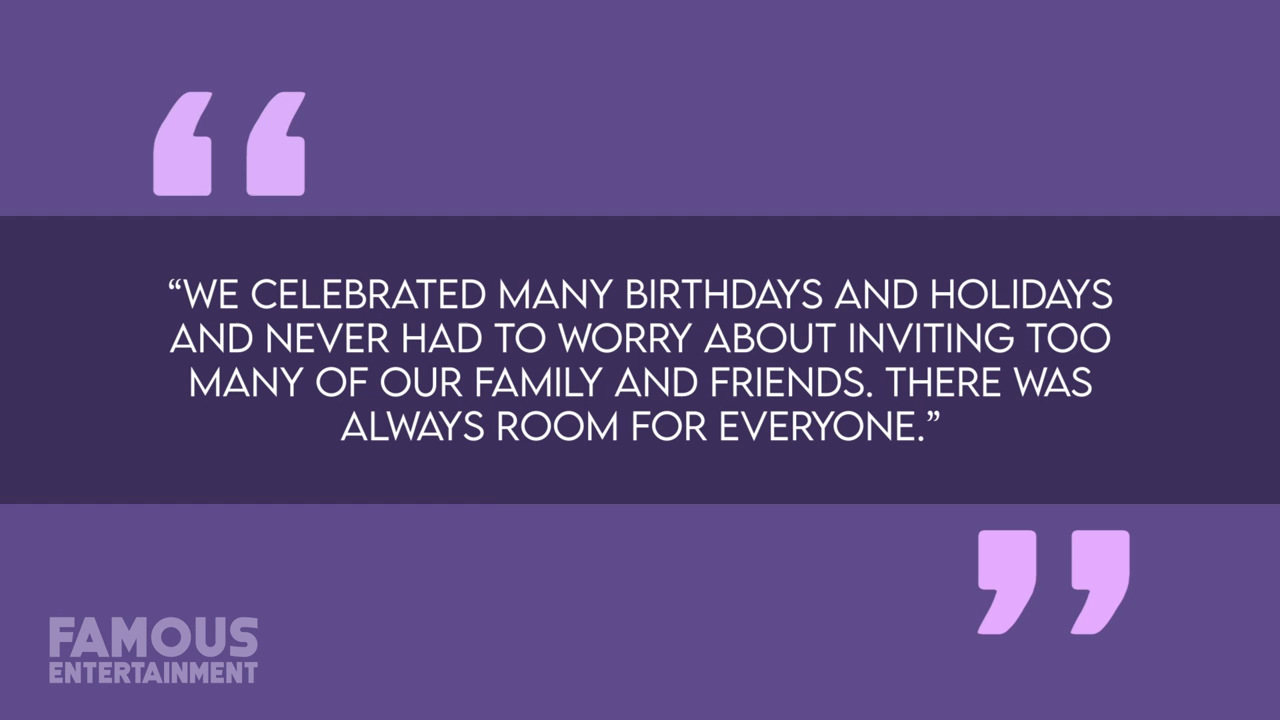 “WE CELEBRATED MANY BIRTHDAYS AND HOLIDAYS
AND NEVER HAD TO WORRY ABOUT INVITING TOO
MANY OF OUR FAMILY AND FRIENDS. THERE WAS
ALWAYS ROOM FOR EVERYONE.”
FAMOUS
ENTERTAINMENT